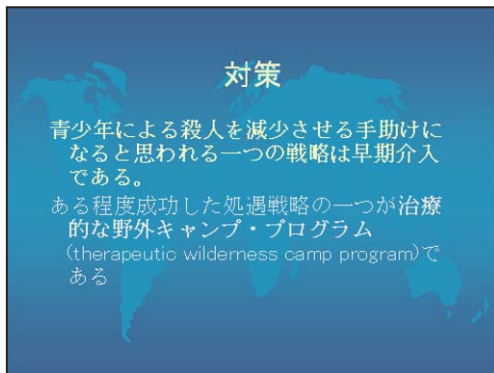 対策
青少年による殺人を減少させる手助けに
なると思われる一つの戦略は早期介入
である。
ある程度成功した処遇戦略の一つが治療
的な野外キャンプ・プログラム
(therapeutic wilderness camp program)で
ある